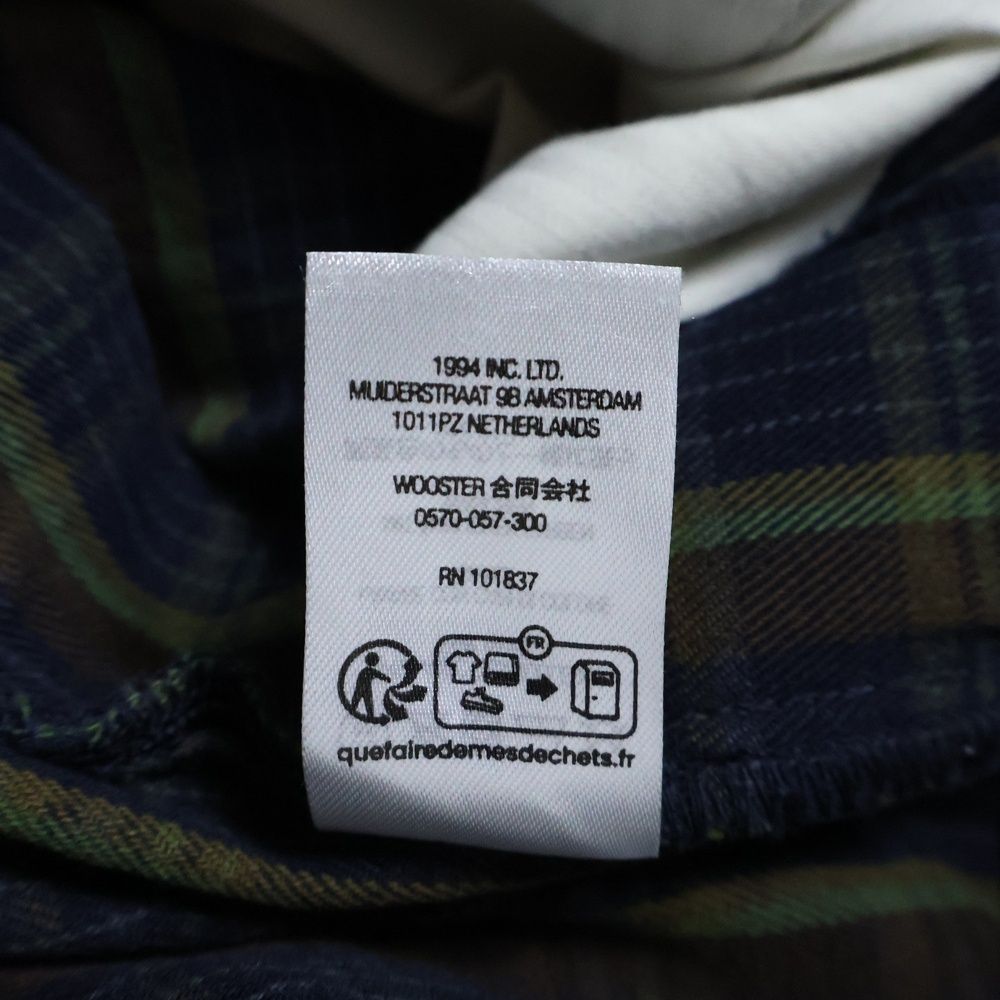 1994 INC. LTD.
MUIDERSTRAAT 9B AMSTERDAM
1011PZ NETHERLANDS
WOOSTER 合同会社
0570-057-300
RN 101837
FR
quefairedemesdechets.fr